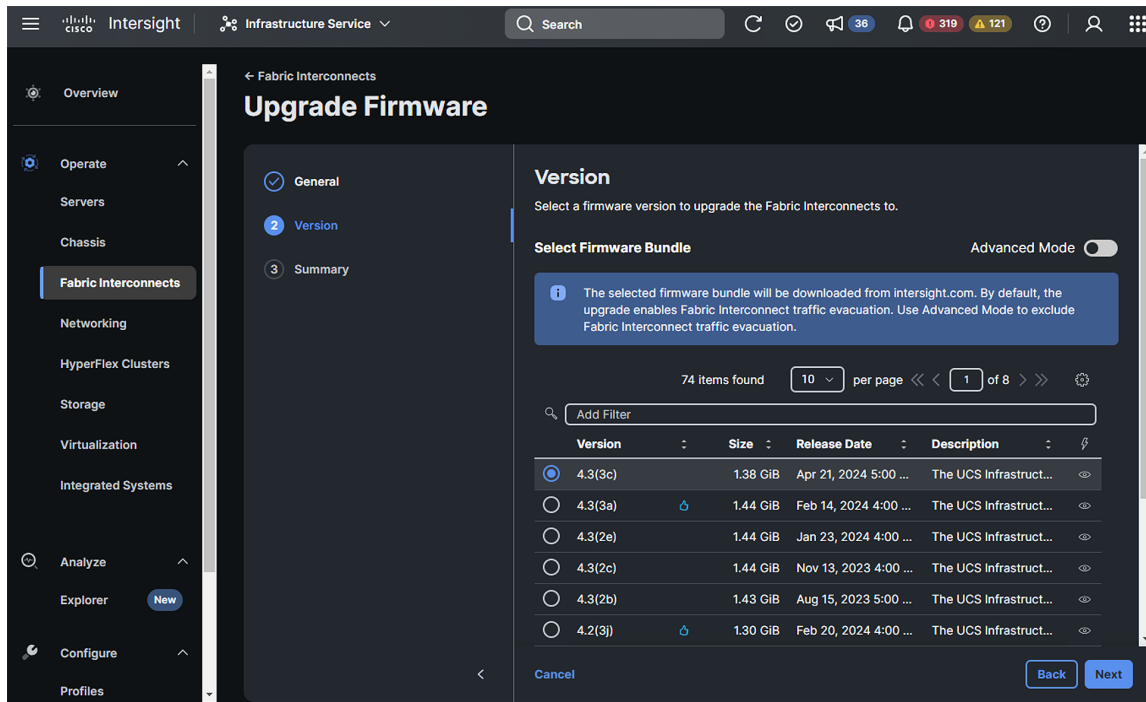 cisco Intersight
Infrastructure Service
Search
36
319
121
Overview
Operate
Servers
Chassis
Fabric Interconnects
Networking
HyperFlex Clusters
Storage
Virtualization
Integrated Systems
Analyze
Explorer New
Configure
Profiles
← Fabric Interconnects
Upgrade Firmware
General
2 Version
3 Summary
Version
Select a firmware version to upgrade the Fabric Interconnects to.
Select Firmware Bundle Advanced Mode
The selected firmware bundle will be downloaded from intersight.com. By default, the
upgrade enables Fabric Interconnect traffic evacuation. Use Advanced Mode to exclude
Fabric Interconnect traffic evacuation.
74 items found 10 per page 1 of 8
Add Filter
Version Size Release Date Description
4.3(3c) 1.38 GiB Apr 21, 2024 5:00 ... The UCS Infrastruct...
4.3(3a) 1.44 GiB Feb 14, 2024 4:00 ... The UCS Infrastruct...
4.3(2e) 1.44 GiB Jan 23, 2024 4:00 ... The UCS Infrastruct...
4.3(2c) 1.44 GiB Nov 13, 2023 4:00 ... The UCS Infrastruct...
4.3(2b) 1.43 GiB Aug 15, 2023 5:00 ... The UCS Infrastruct...
4.2(3j) 1.30 GiB Feb 20, 2024 4:00 ... The UCS Infrastruct...
Cancel Back Next